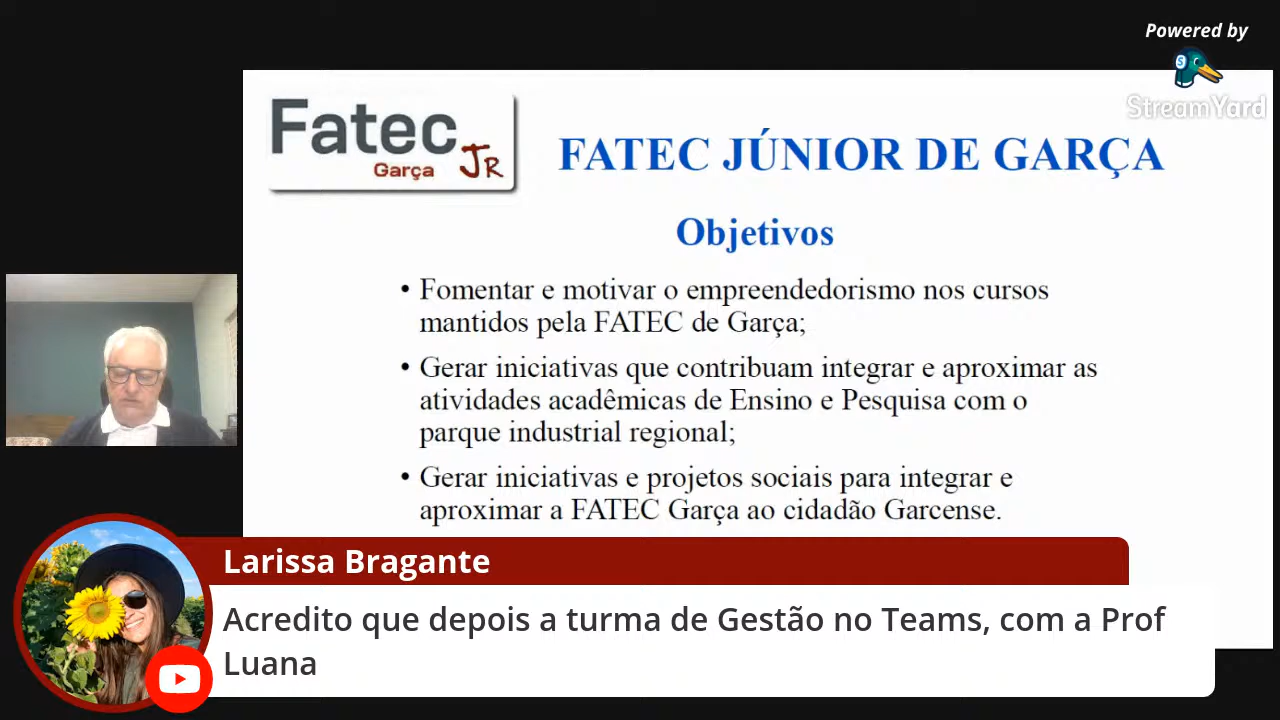 Powered by
StreamYard
Fatec
Garça JR
FATEC JÚNIOR DE GARÇA
Objetivos
• Fomentar e motivar o empreendedorismo nos cursos
mantidos pela FATEC de Garça;
• Gerar iniciativas que contribuam integrar e aproximar as
atividades acadêmicas de Ensino e Pesquisa com o
parque industrial regional;
• Gerar iniciativas e projetos sociais para integrar e
aproximar a FATEC Garça ao cidadão Garcense.
Larissa Bragante
Acredito que depois a turma de Gestão no Teams, com a Prof
Luana